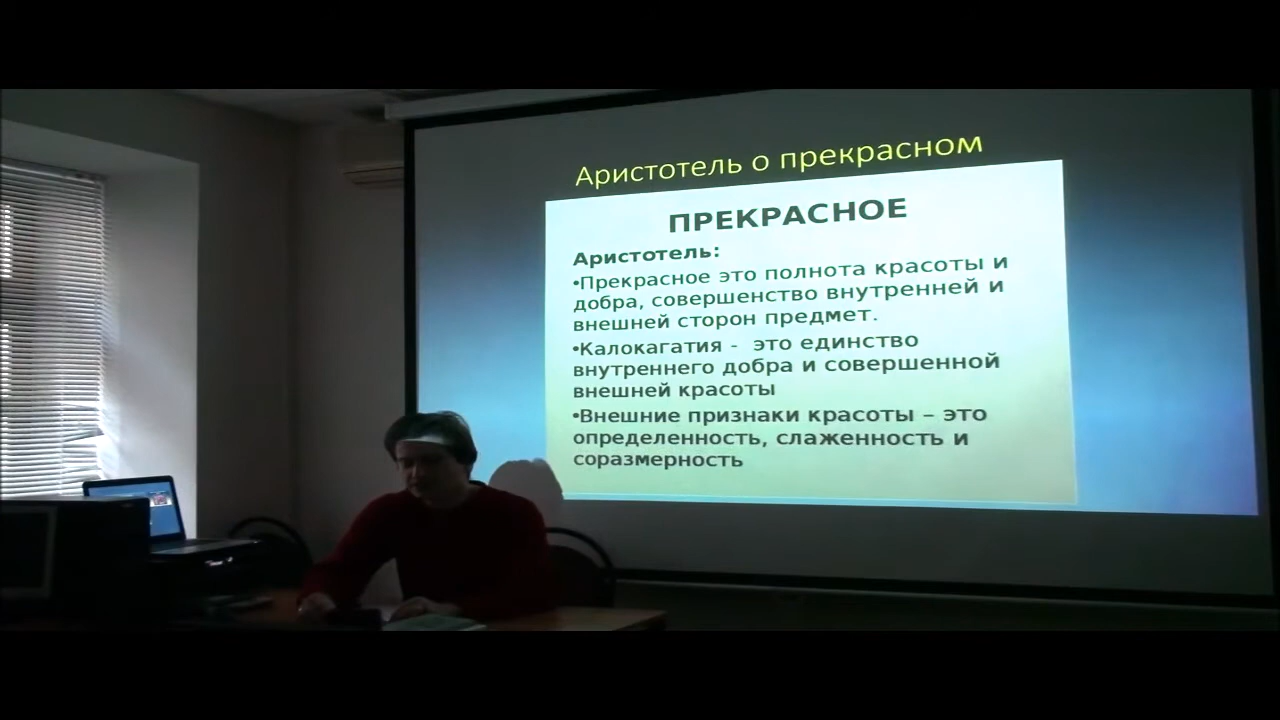 Аристотель о прекрасном
ПРЕКРАСНОЕ
Аристотель:
•Прекрасное это полнота красоты и
добра, совершенство внутренней и
внешней сторон предмет.
•Калокагатия - это единство
внутреннего добра и совершенной
внешней красоты
•Внешние признаки красоты – это
определенность, слаженность и
соразмерность